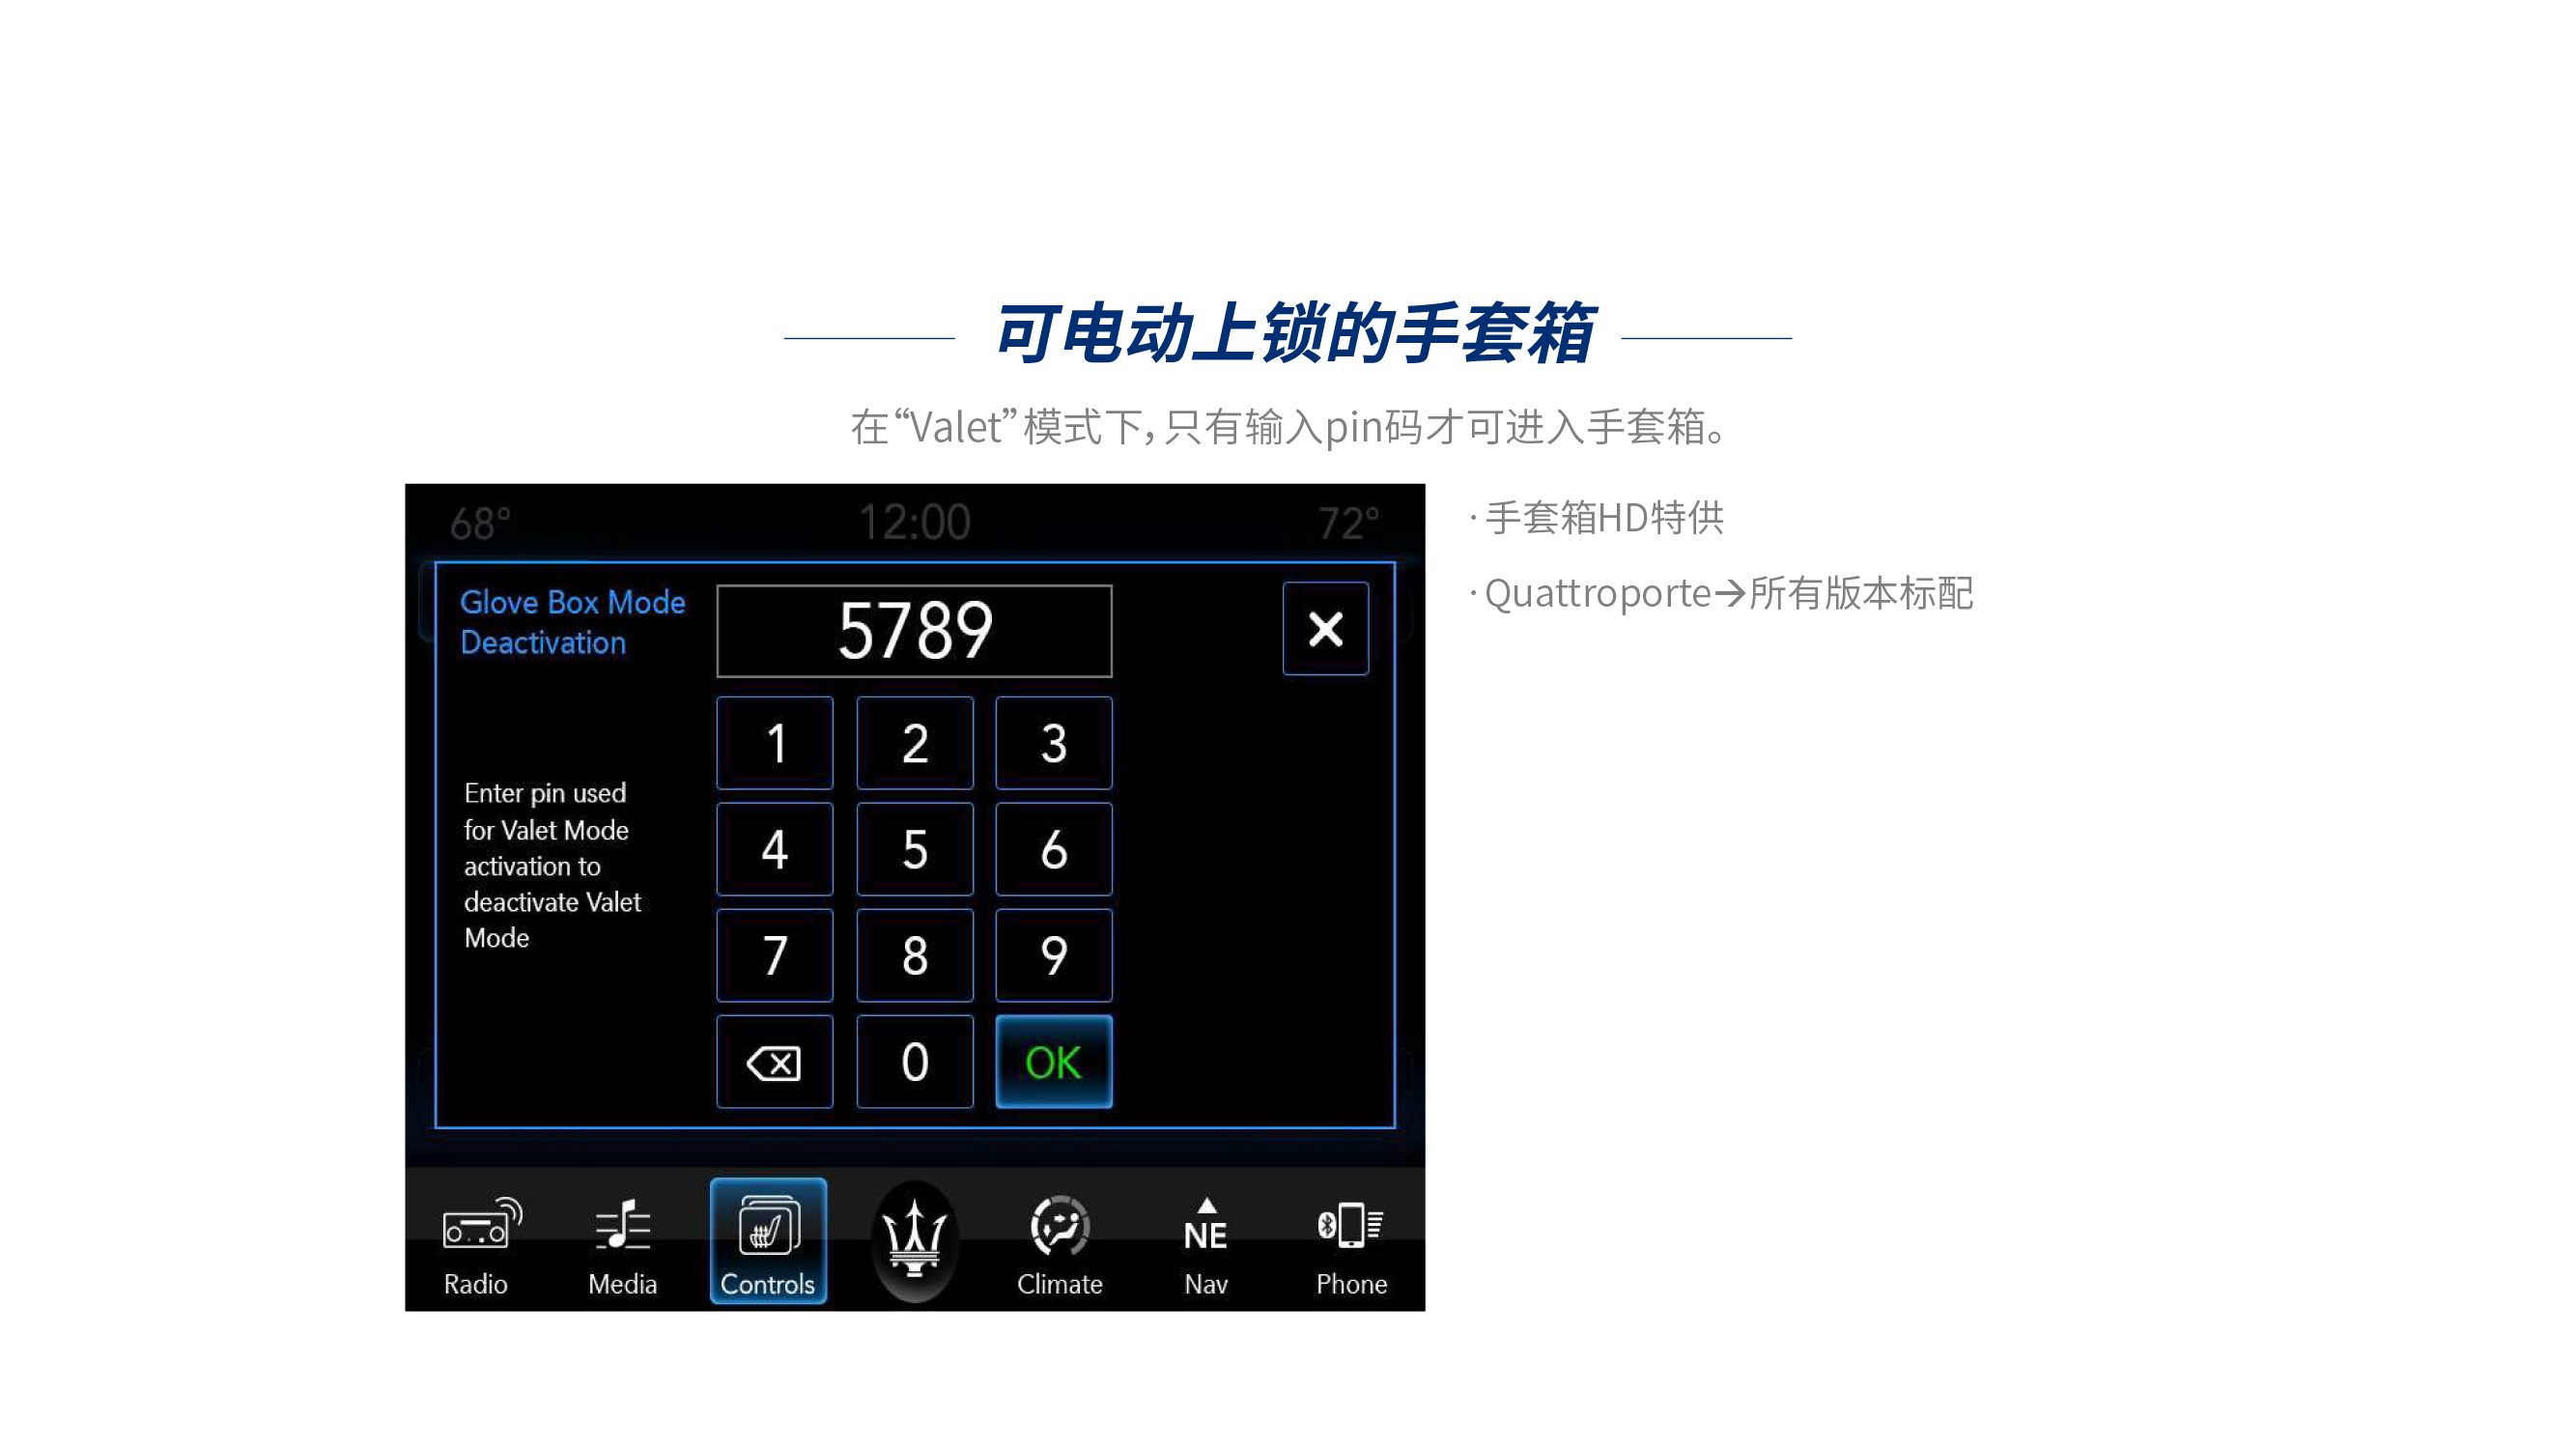 可电动上锁的手套箱
在“Valet”模式下,只有输入pin码才可进入手套箱。
68° 12:00 72°
Glove Box Mode
Deactivation
5789
1 2 3
4 5 6
7 8 9
0 OK
Enter pin used
for Valet Mode
activation to
deactivate Valet
Mode
NE
Radio Media Controls Climate Nav Phone
·手套箱HD特供
·Quattroporte→所有版本标配